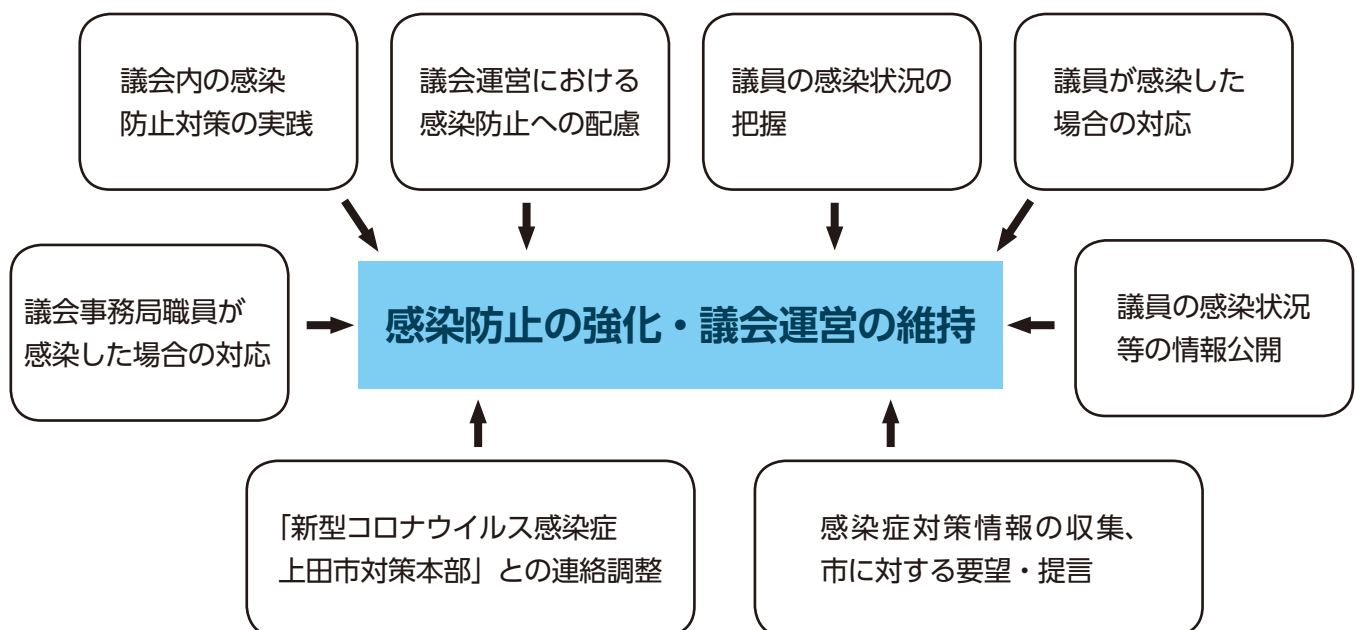 議会内の感染
防止対策の実践
議会運営における
感染防止への配慮
議員の感染状況の
把握
議員が感染した
場合の対応
議会事務局職員が
感染した場合の対応
感染防止の強化・議会運営の維持
議員の感染状況
等の情報公開
「新型コロナウイルス感染症
上田市対策本部」との連絡調整
感染症対策情報の収集、
市に対する要望・提言